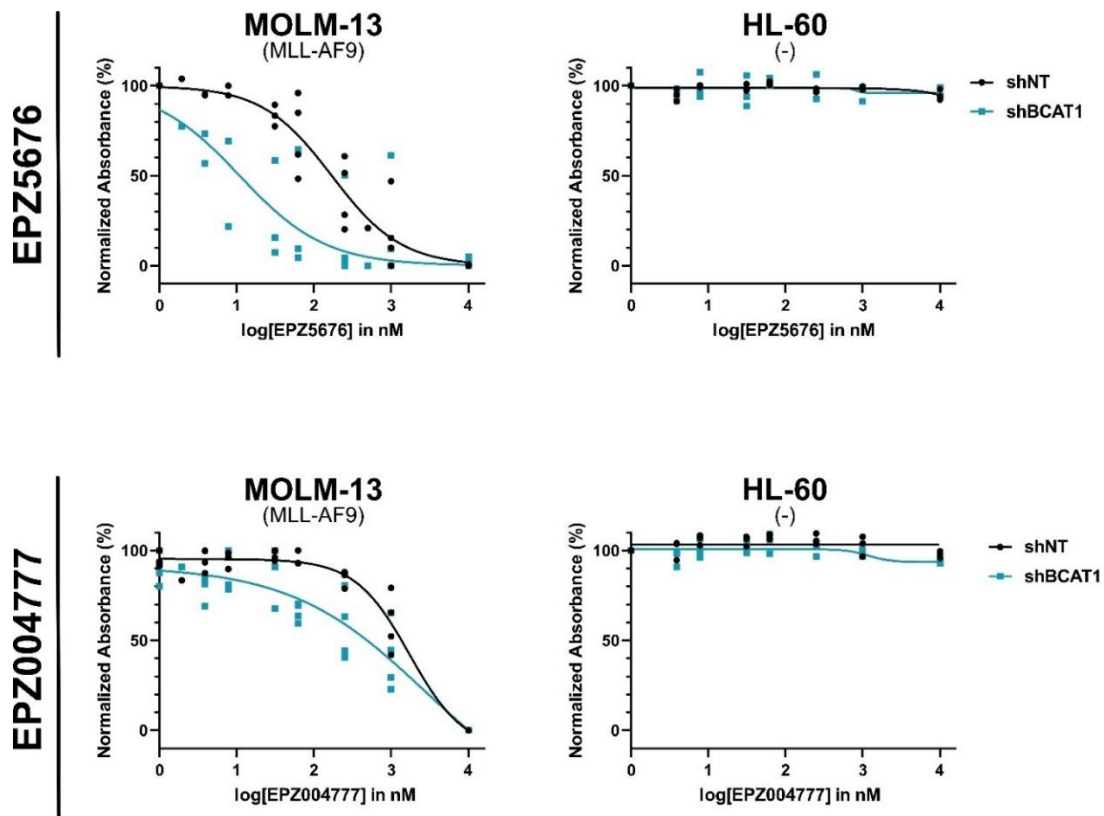 EPZ5676
MOLM-13
(MLL-AF9)
Normalized Absorbance (%)
100
50
0
0 1 2 3 4
log[EPZ5676] in nM
HL-60
(-)
Normalized Absorbance (%)
100
50
0
0 1 2 3 4
log[EPZ5676] in nM
shNT
shBCAT1
EPZ004777
MOLM-13
(MLL-AF9)
Normalized Absorbance (%)
100
50
0
0 1 2 3 4
log[EPZ004777] in nM
HL-60
(-)
Normalized Absorbance (%)
100
50
0
0 1 2 3 4
log[EPZ004777] in nM
shNT
shBCAT1